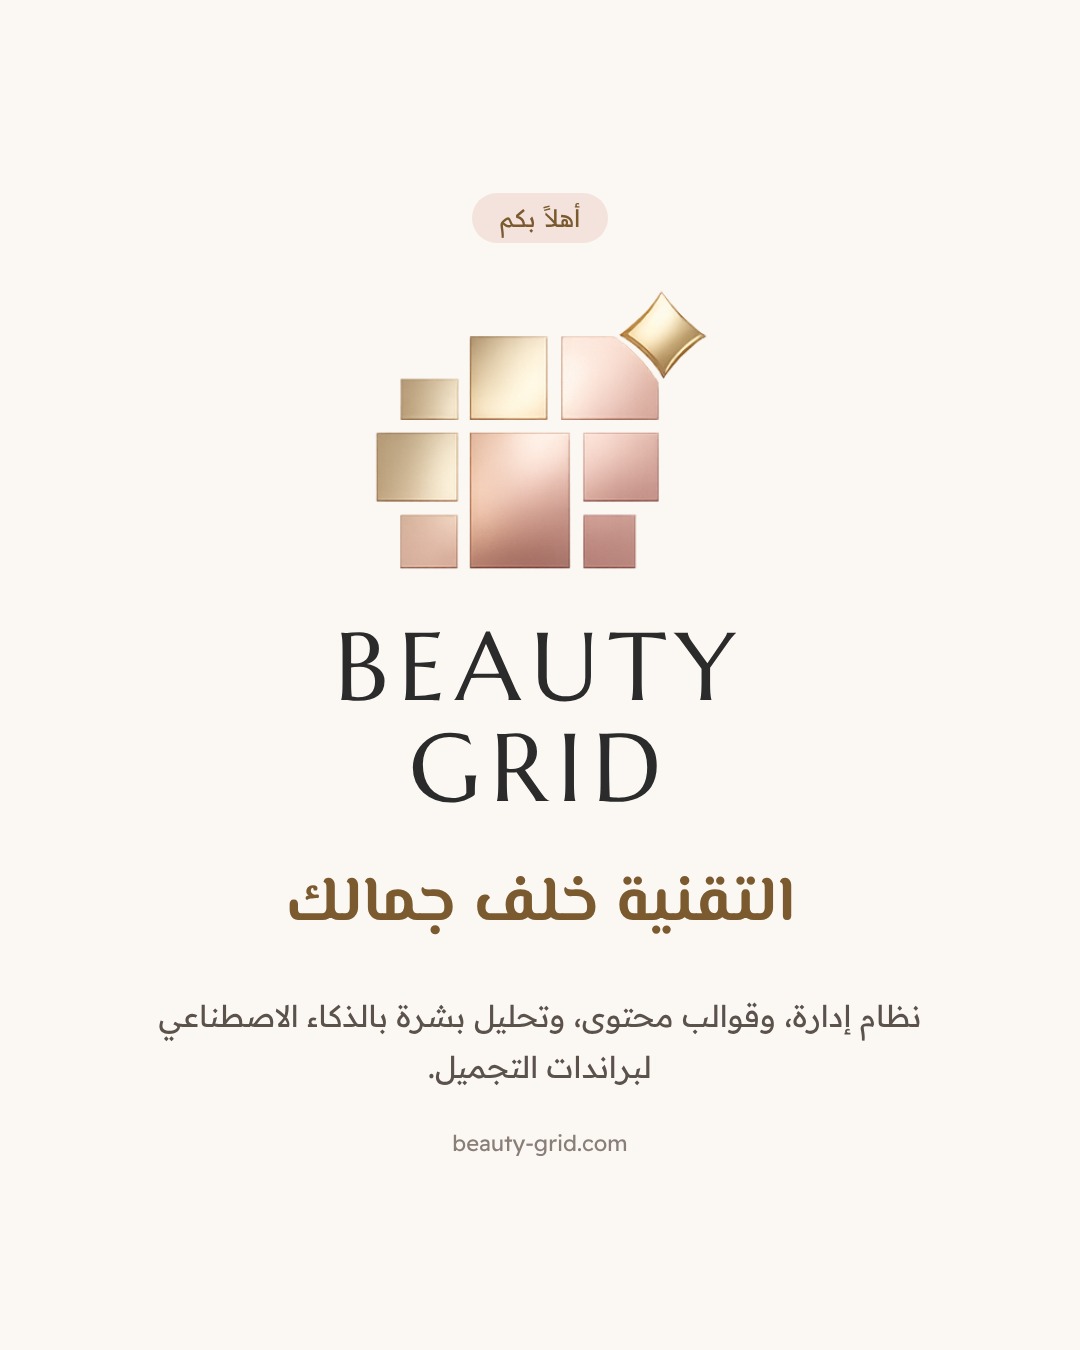 أهلاً بكم
BEAUTY
GRID
التقنية خلف جمالك
نظام إدارة، وقوالب محتوى، وتحليل بشرة بالذكاء الاصطناعي
لبراندات التجميل.
beauty-grid.com